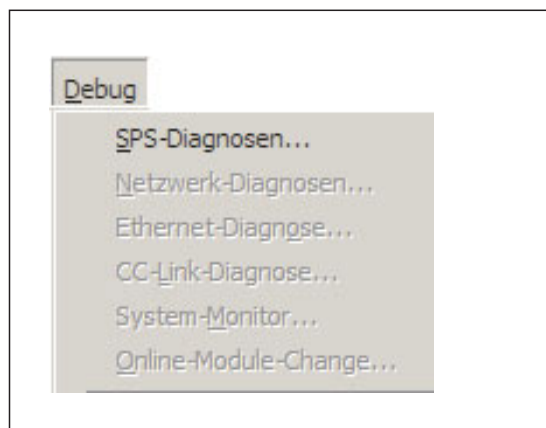 Debug
SPS-Diagnosen...
Netzwerk-Diagnosen...
Ethernet-Diagnose...
CC-Link-Diagnose...
System-Monitor...
Online-Module-Change...